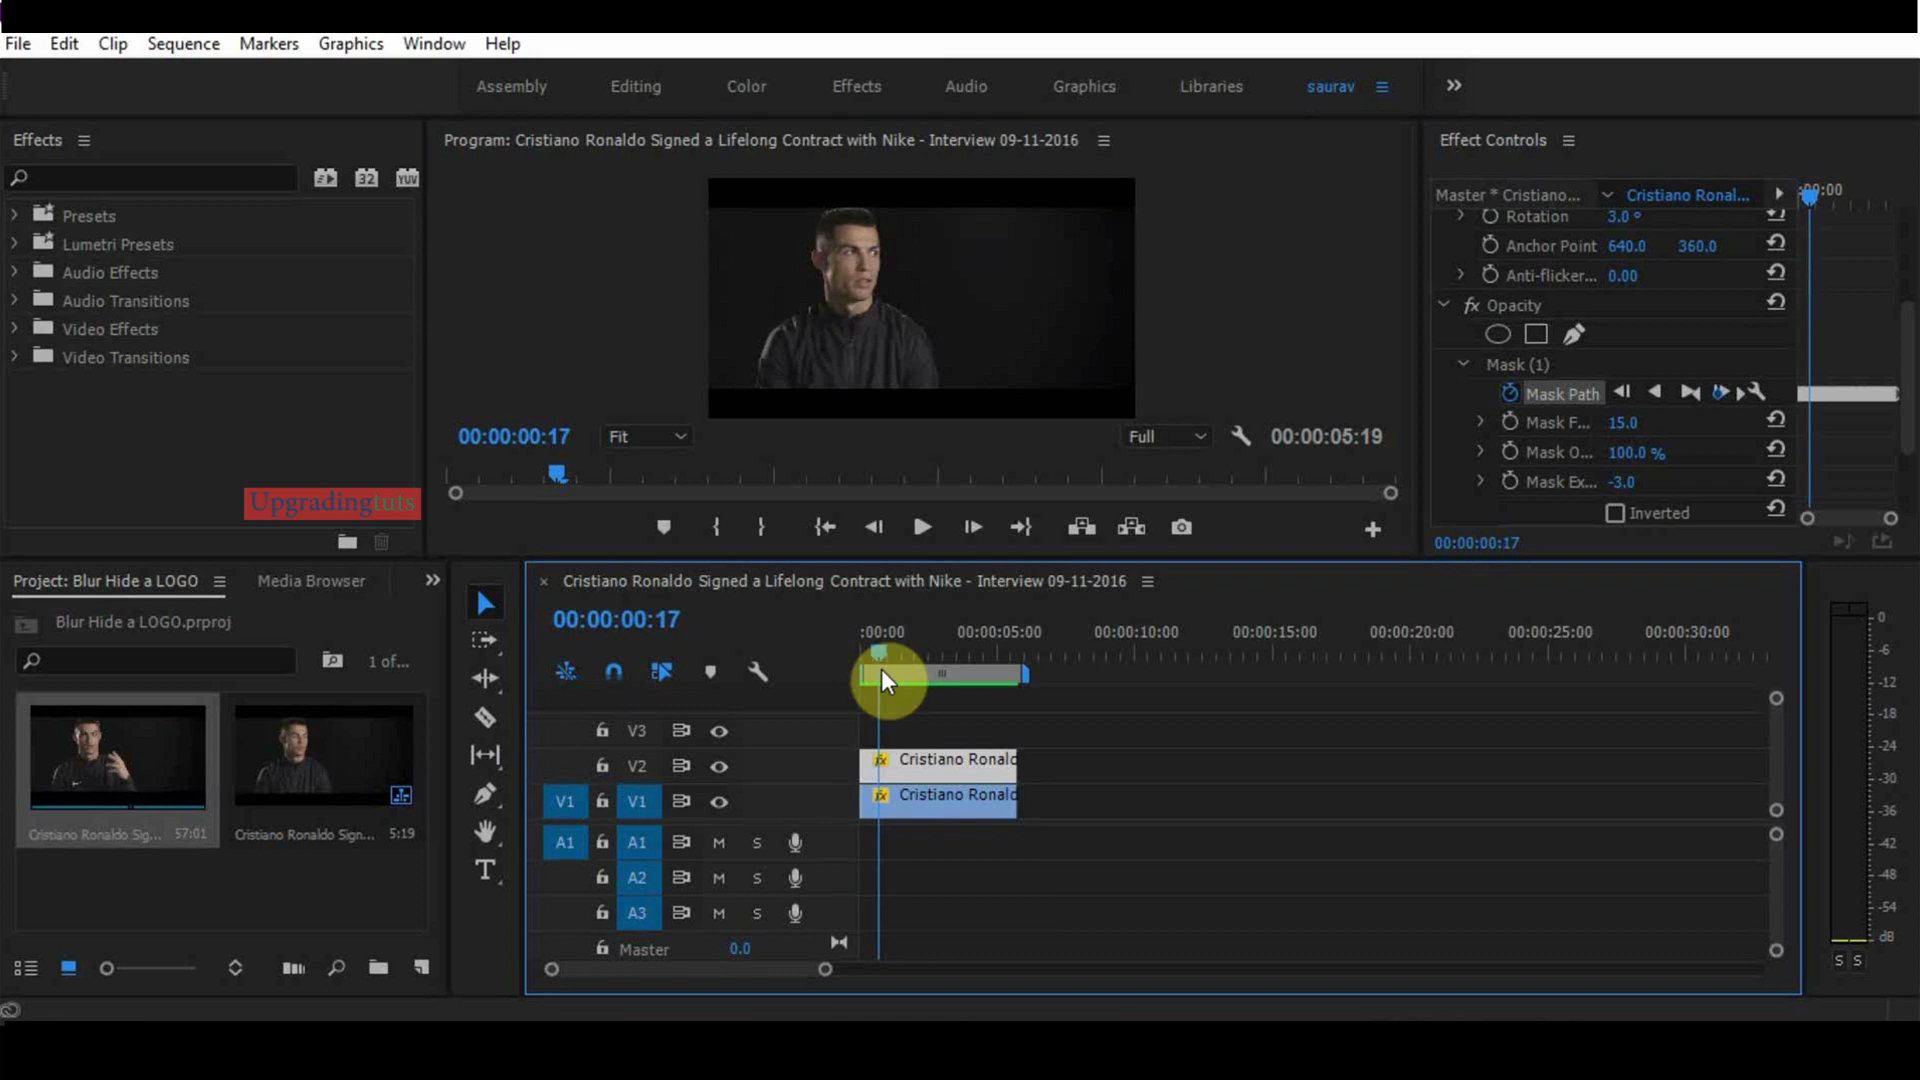 File Edit Clip Sequence Markers Graphics Window Help
Assembly Editing Color Effects Audio Graphics Libraries saurav
Effects
32 YUV
Presets
Lumetri Presets
Audio Effects
Audio Transitions
Video Effects
Video Transitions
Upgradingtuts
Program: Cristiano Ronaldo Signed a Lifelong Contract with Nike - Interview 09-11-2016
00:00:00:17 Fit Full 00:00:05:19
Effect Controls
Master * Cristiano... Cristiano Ronal... :00:00
Rotation 3.0 °
Anchor Point 640.0 360.0
Anti-flicker... 0.00
fx Opacity
Mask (1)
Mask Path
Mask F... 15.0
Mask O... 100.0 %
Mask Ex... -3.0
Inverted
00:00:00:17
Project: Blur Hide a LOGO Media Browser
Blur Hide a LOGO.prproj
1 of...
Cristiano Ronaldo Sig... 57:01
Cristiano Ronaldo Sign... 5:19
Cristiano Ronaldo Signed a Lifelong Contract with Nike - Interview 09-11-2016
00:00:00:17
:00:00 00:00:05:00 00:00:10:00 00:00:15:00 00:00:20:00 00:00:25:00 00:00:30:00
V3
V2 fx Cristiano Ronald
V1 V1 fx Cristiano Ronald
A1 A1 M S
A2 M S
A3 M S
Master 0.0
0
-6
-12
-18
-24
-30
-36
-42
-48
-54
dB
S S